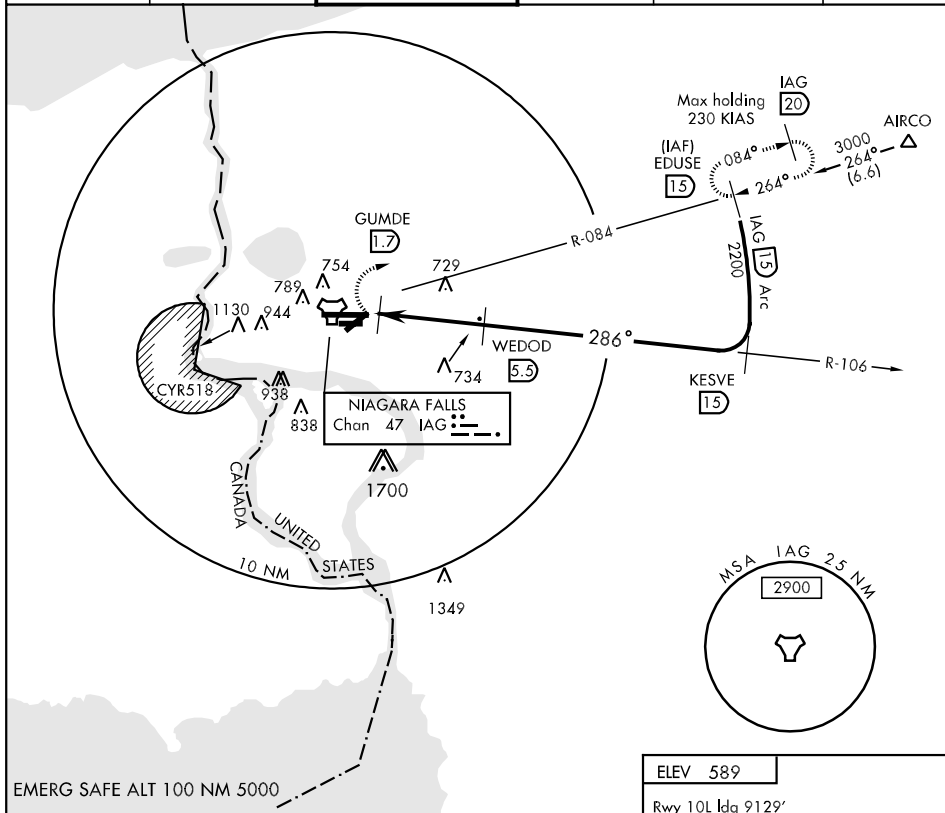 IAG
20
Max holding
230 KIAS
AIRCO
(IAF)
EDUSE
15
084°
264°
3000
264°
(6.6)
R-084
IAG 15 Arc
2200
GUMDE
1.7
754
789
729
1130
944
286°
WEDOD
5.5
734
R-106
KESVE
15
CYR518
938
838
NIAGARA FALLS
Chan 47 IAG
1700
CANADA
UNITED
STATES
10 NM
1349
MSA IAG 25 NM
2900
EMERG SAFE ALT 100 NM 5000
ELEV 589
Rwy 10L ldg 9129'